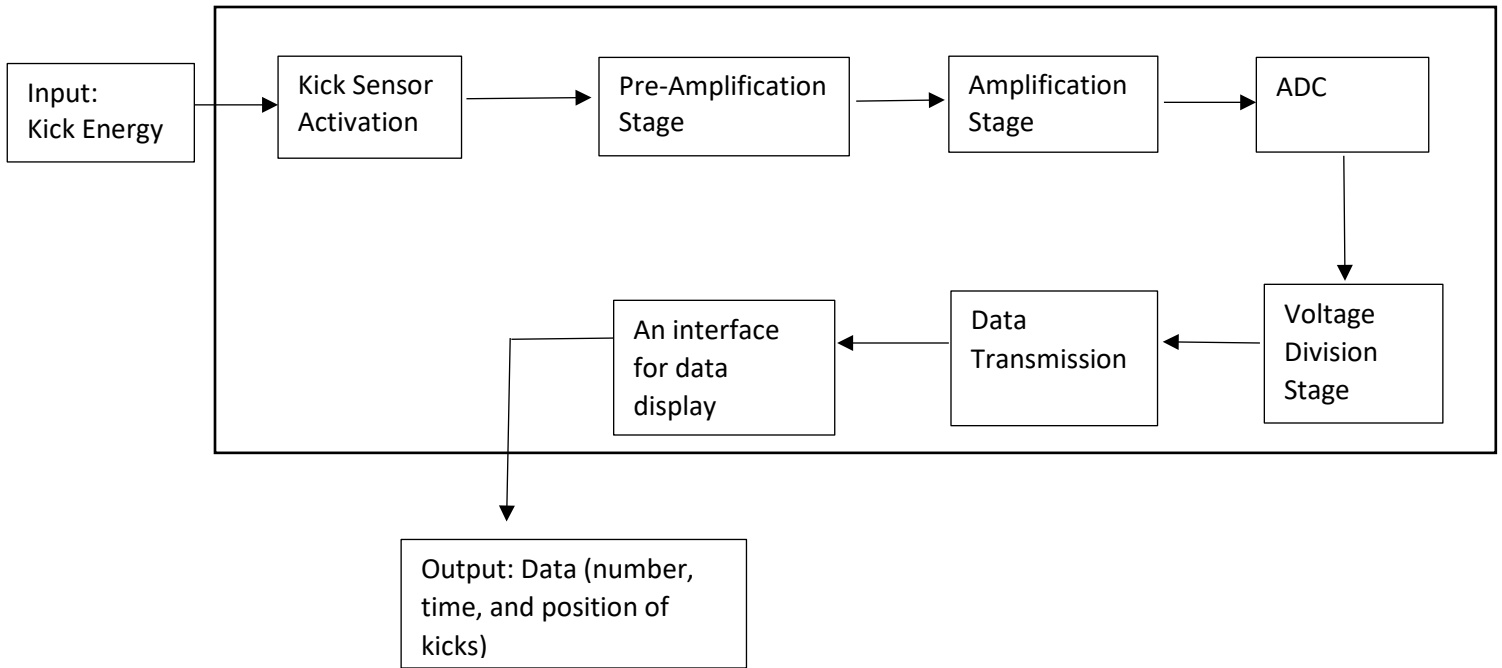 Input:
Kick Energy
Kick Sensor
Activation
Pre-Amplification
Stage
Amplification
Stage
ADC
Voltage
Division
Stage
Data
Transmission
An interface
for data
display
Output: Data (number,
time, and position of
kicks)